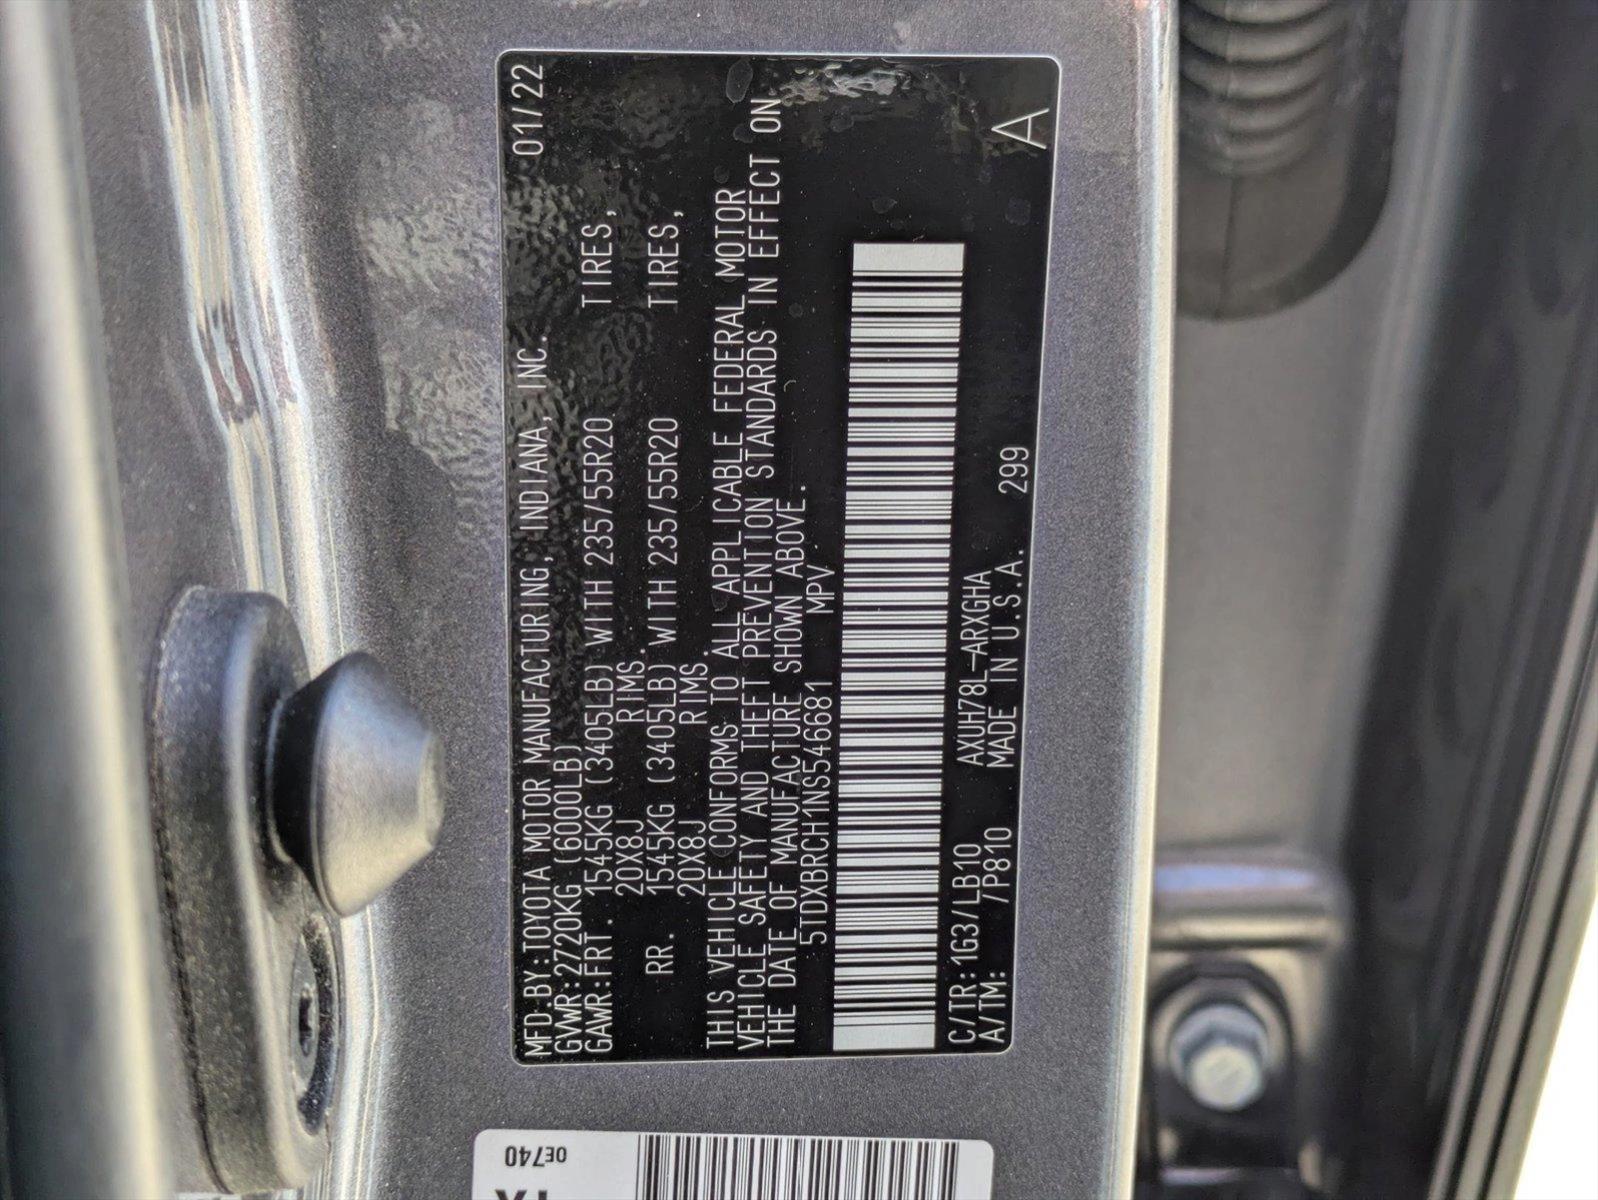 MFD.BY:TOYOTA MOTOR MANUFACTURING, INDIANA, INC. 01/22
GVWR:2720KG (6000LB)
GAWR:FRT. 1545KG (3405LB) WITH 235/55R20 TIRES,
20X8J RIMS.
RR. 1545KG (3405LB) WITH 235/55R20 TIRES,
20X8J RIMS.
THIS VEHICLE CONFORMS TO ALL APPLICABLE FEDERAL MOTOR
VEHICLE SAFETY AND THEFT PREVENTION STANDARDS IN EFFECT ON
THE DATE OF MANUFACTURE SHOWN ABOVE.
5TDXBRCH1NS546681 MPV
C/TR:1G3/LB10 AXUH78L-ARXGHA
A/TM: /P810 MADE IN U.S.A. 299 A
0E740